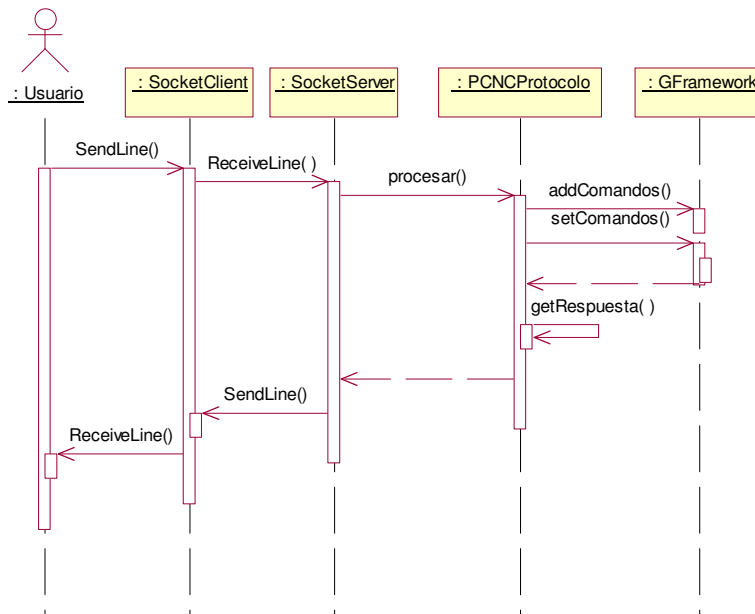 : Usuario
: SocketClient
: SocketServer
: PCNCProtocolo
: GFramework
SendLine()
ReceiveLine( )
procesar()
addComandos()
setComandos()
getRespuesta( )
SendLine()
ReceiveLine()